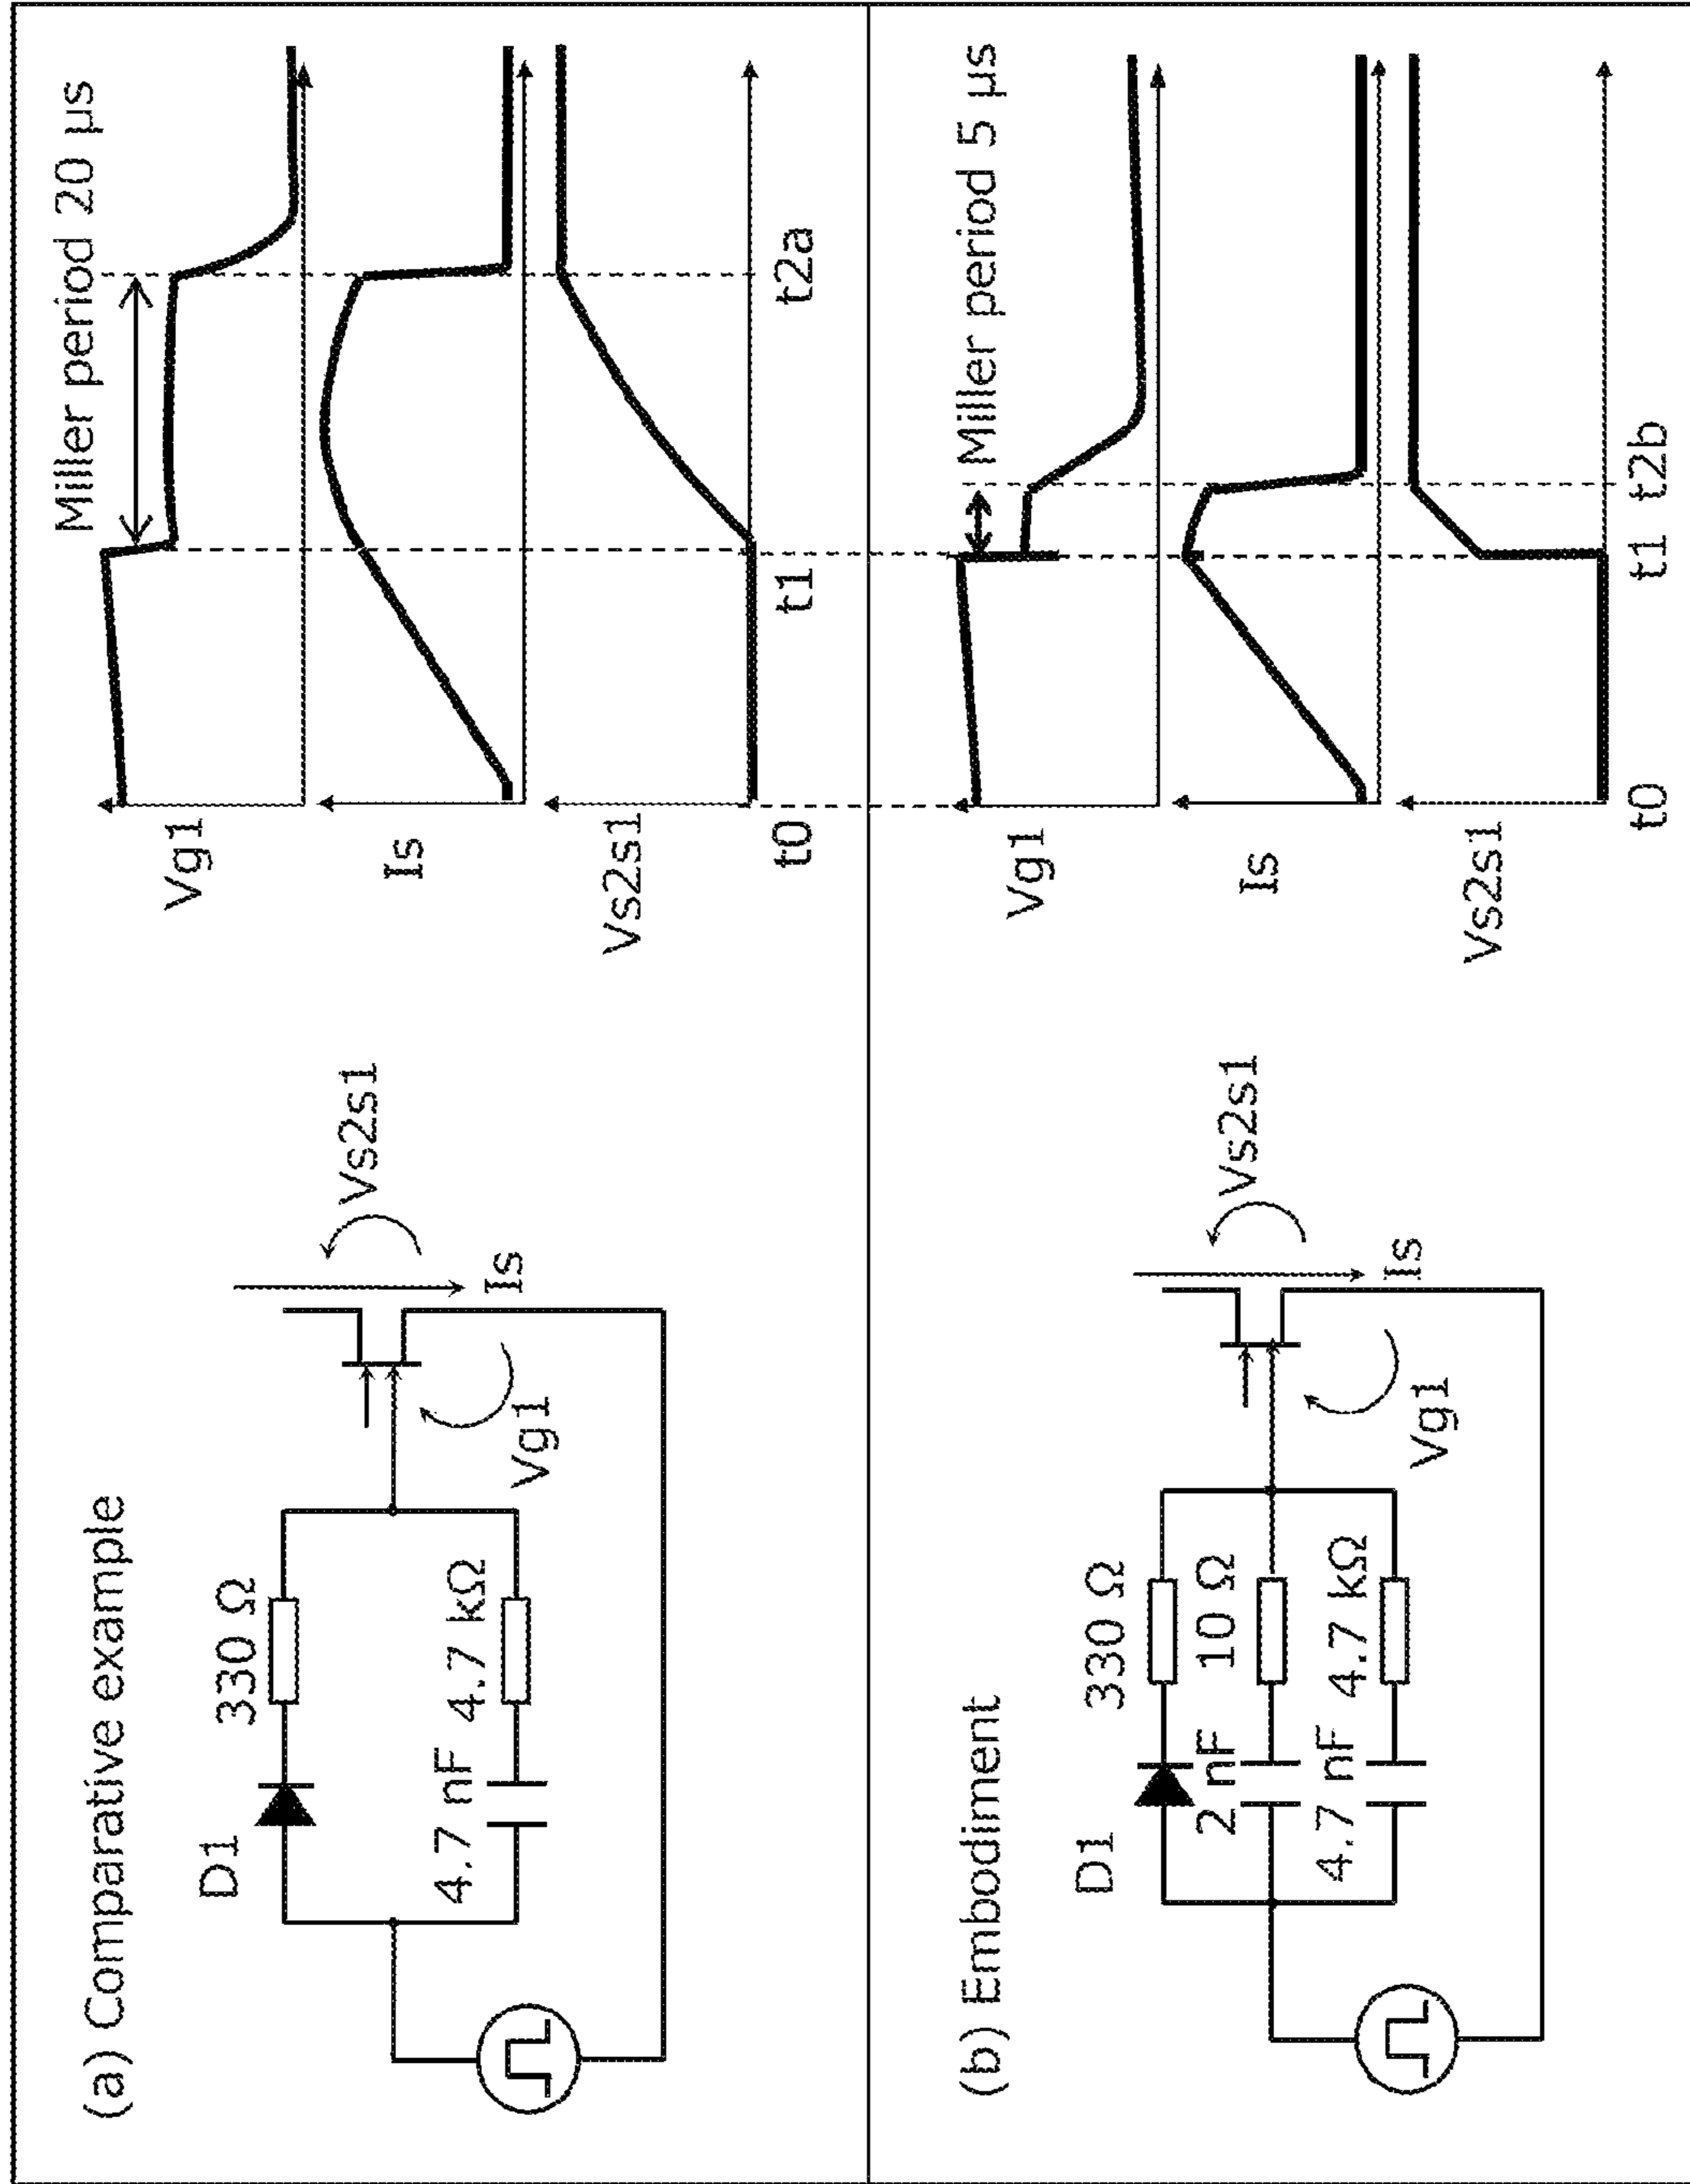 (a) Comparative example
D1
330 Ω
4.7 nF
4.7 kΩ
Vg1
Is
Vs2s1
Miller period 20 µs
Vg1
Is
Vs2s1
t0
t1
t2a
(b) Embodiment
D1
330 Ω
2 nF
10 Ω
4.7 nF
4.7 kΩ
Vg1
Is
Vs2s1
Miller period 5 µs
Vg1
Is
Vs2s1
t0
t1
t2b